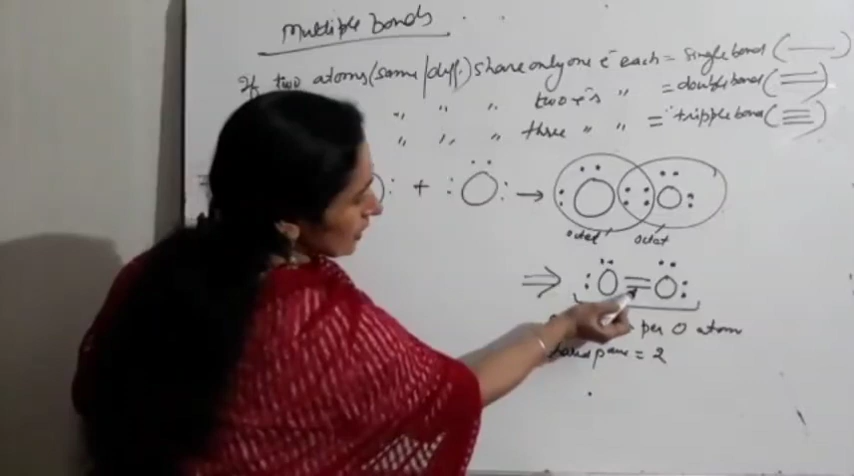 Multiple bonds
If two atoms (same/diff.) share only one e⁻ each = single bond (—)
" " " two e⁻s " = double bond (=)
" " " three " " = tripple bond (≡)
: + :O: → O O
octet octet
⇒ :O=O:
per O atom
pairs = 2